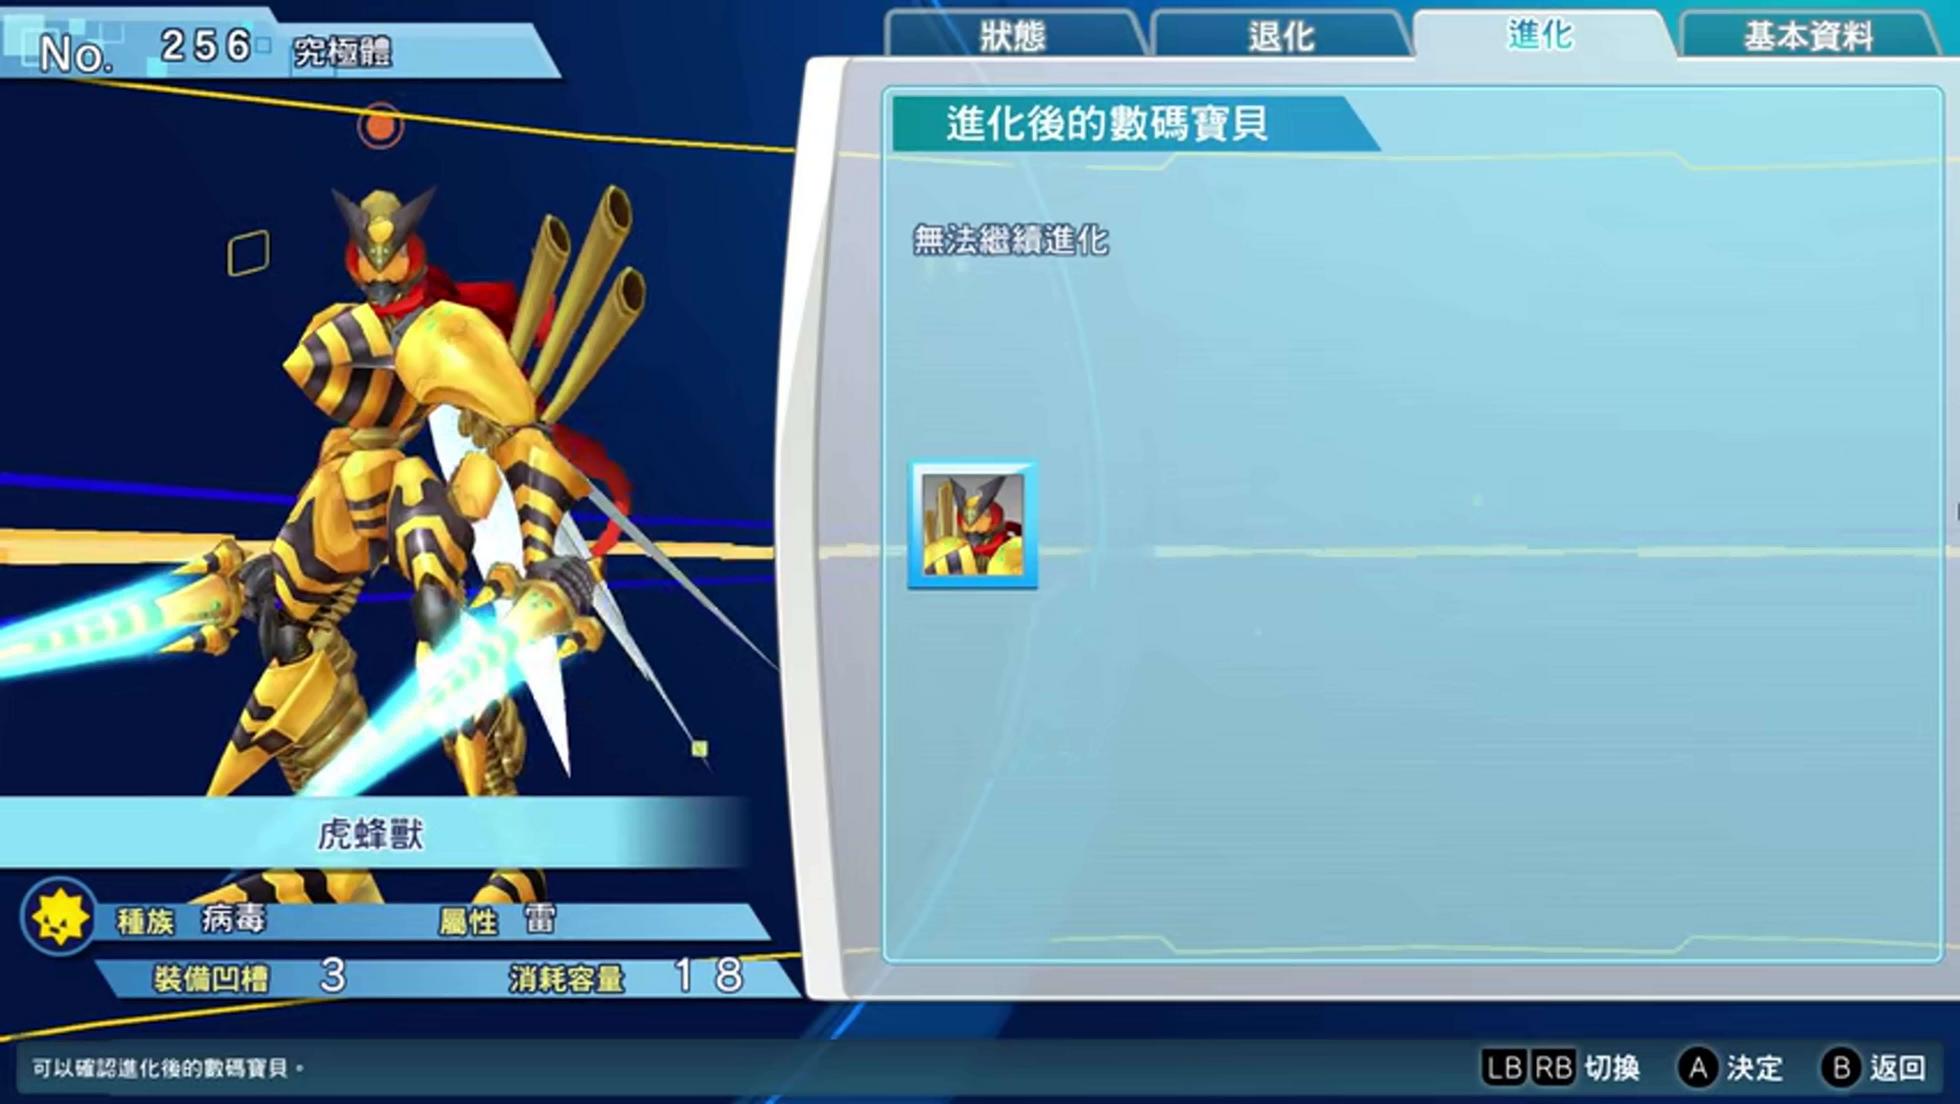 No. 256 究極體
狀態
退化
進化
基本資料
進化後的數碼寶貝
無法繼續進化
虎蜂獸
種族 病毒
屬性 雷
裝備凹槽 3
消耗容量 18
可以確認進化後的數碼寶貝。
LB RB 切換
A 決定
B 返回